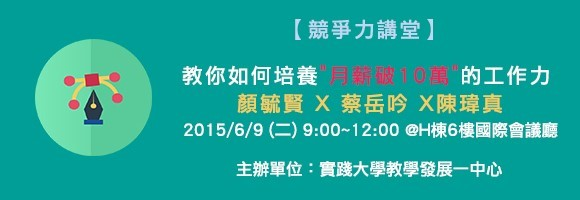 【競爭力講堂】
教你如何培養"月薪破10萬"的工作力
顏毓賢 X 蔡岳吟 X陳瑋真
2015/6/9 (二) 9:00~12:00 @H棟6樓國際會議廳
主辦單位：實踐大學教學發展一中心